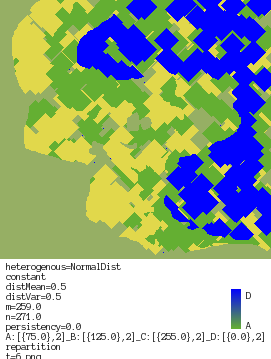 heterogenous=NormalDist
constant
distMean=0.5
distVar=0.5
m=259.0
n=271.0
persistency=0.0
A:[{75.0},2]_B:[{125.0},2]_C:[{255.0},2]_D:[{0.0},2]
repartition
t=6.png
D
A